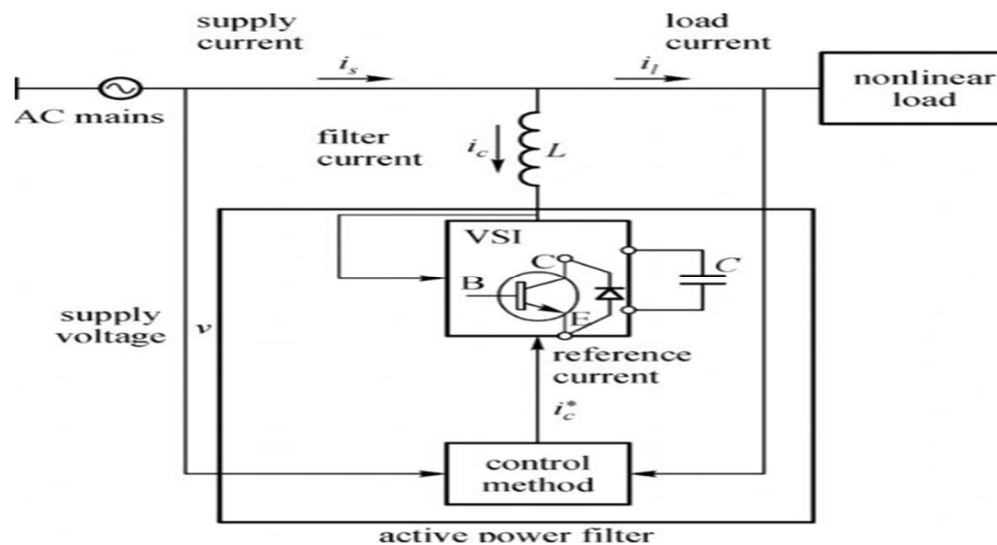 supply
current
load
current
i_s
i_l
nonlinear
load
AC mains
filter
current
i_c
L
VSI
C
B
E
C
supply
voltage
v
reference
current
i_c^*
control
method
active power filter